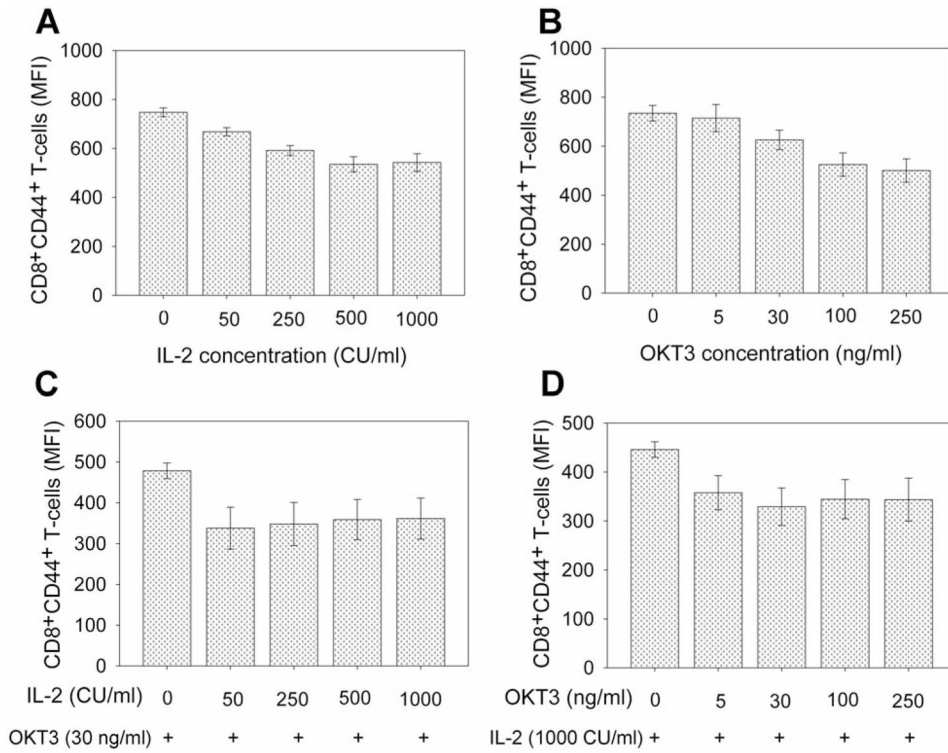 A
CD8+CD44+ T-cells (MFI)
1000
800
600
400
200
0
0 50 250 500 1000
IL-2 concentration (CU/ml)
B
CD8+CD44+ T-cells (MFI)
1000
800
600
400
200
0
0 5 30 100 250
OKT3 concentration (ng/ml)
C
CD8+CD44+ T-cells (MFI)
600
500
400
300
200
100
0
IL-2 (CU/ml) 0 50 250 500 1000
OKT3 (30 ng/ml) + + + + +
D
CD8+CD44+ T-cells (MFI)
500
400
300
200
100
0
OKT3 (ng/ml) 0 5 30 100 250
IL-2 (1000 CU/ml) + + + + +